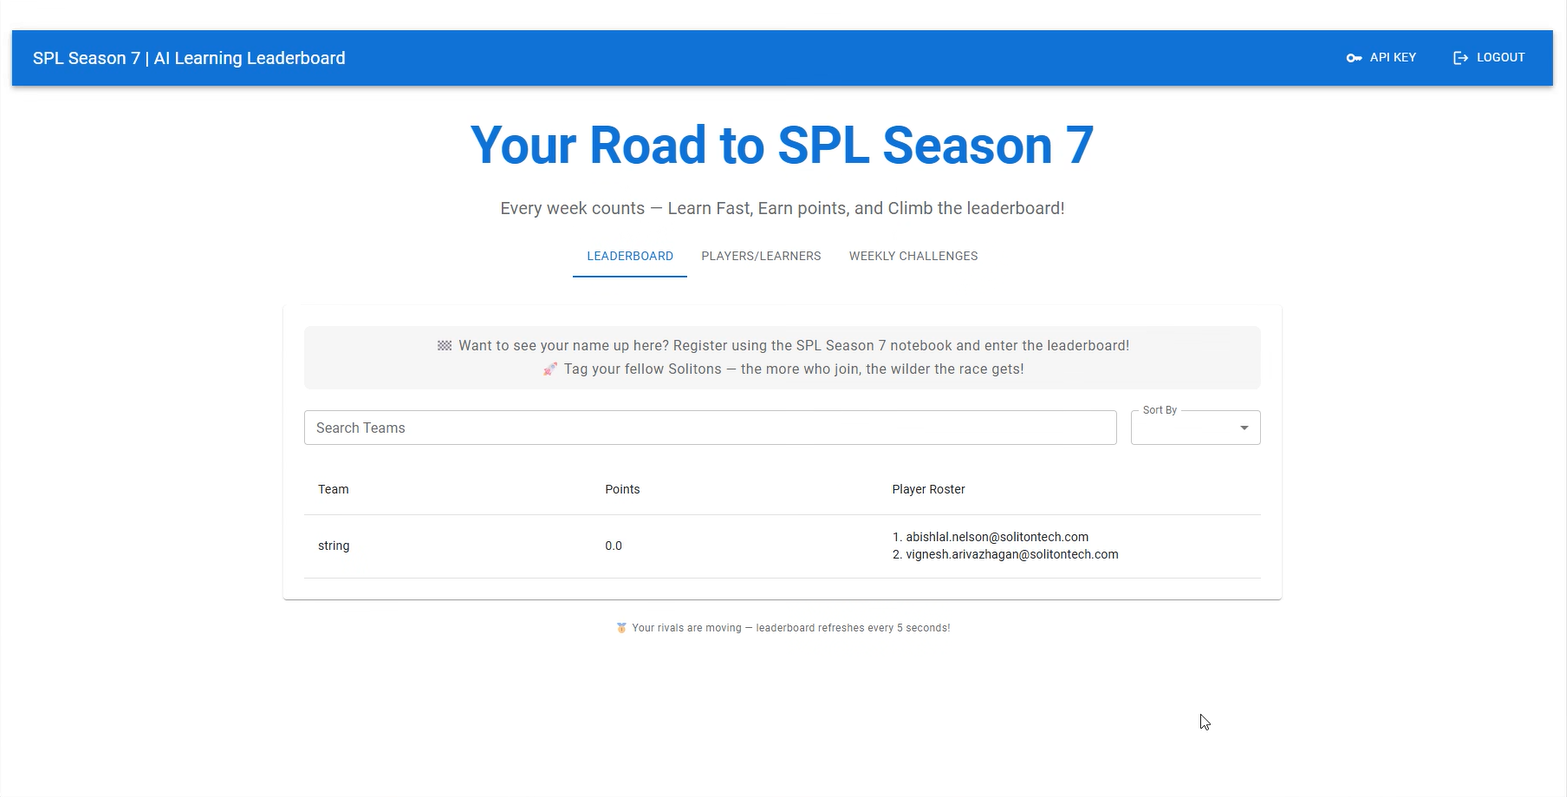 SPL Season 7 | AI Learning Leaderboard
API KEY
LOGOUT
Your Road to SPL Season 7
Every week counts — Learn Fast, Earn points, and Climb the leaderboard!
LEADERBOARD
PLAYERS/LEARNERS
WEEKLY CHALLENGES
🏁 Want to see your name up here? Register using the SPL Season 7 notebook and enter the leaderboard!
🚀 Tag your fellow Solitons — the more who join, the wilder the race gets!
Search Teams
Sort By
Team
Points
Player Roster
string
0.0
1. abishlal.nelson@solitontech.com
2. vignesh.arivazhagan@solitontech.com
🏅 Your rivals are moving — leaderboard refreshes every 5 seconds!